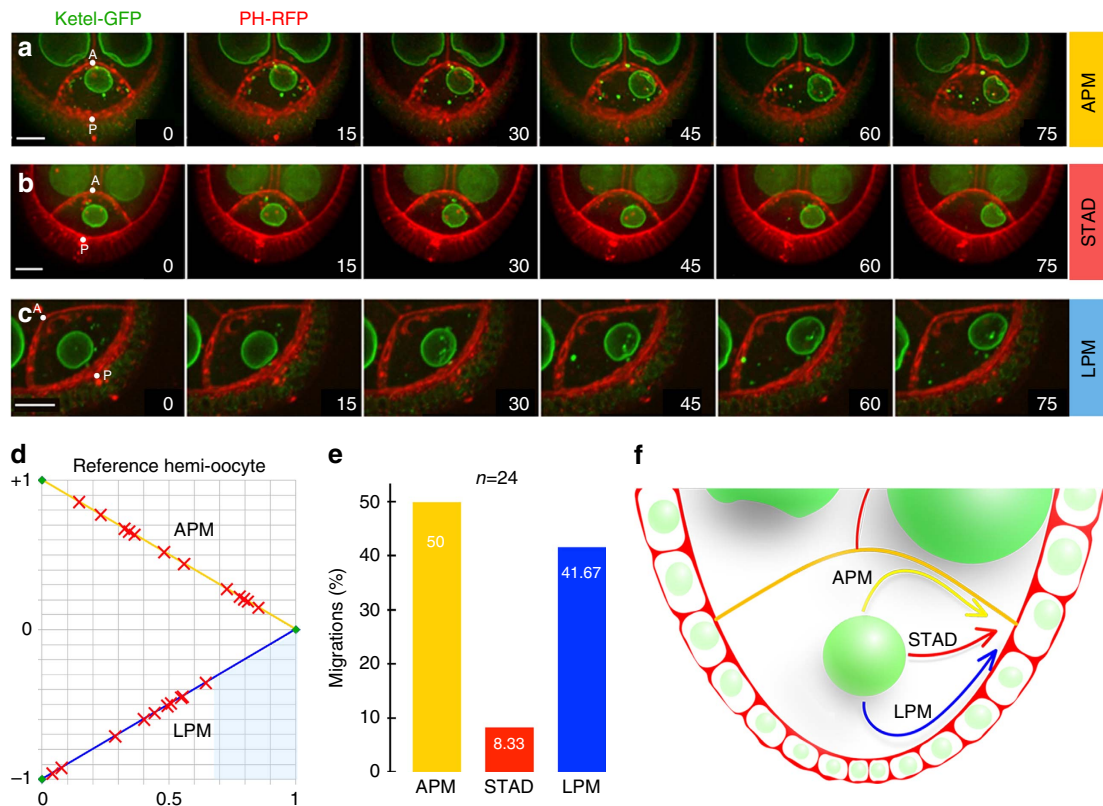 Ketel-GFP PH-RFP
a A P 0 15 30 45 60 75 APM
b A P 0 15 30 45 60 75 STAD
c A P 0 15 30 45 60 75 LPM
d
Reference hemi-oocyte
+1
APM
0
LPM
−1
0 0.5 1
e
n=24
Migrations (%)
50
40
30
20
10
0
50
8.33
41.67
APM STAD LPM
f
APM
STAD
LPM